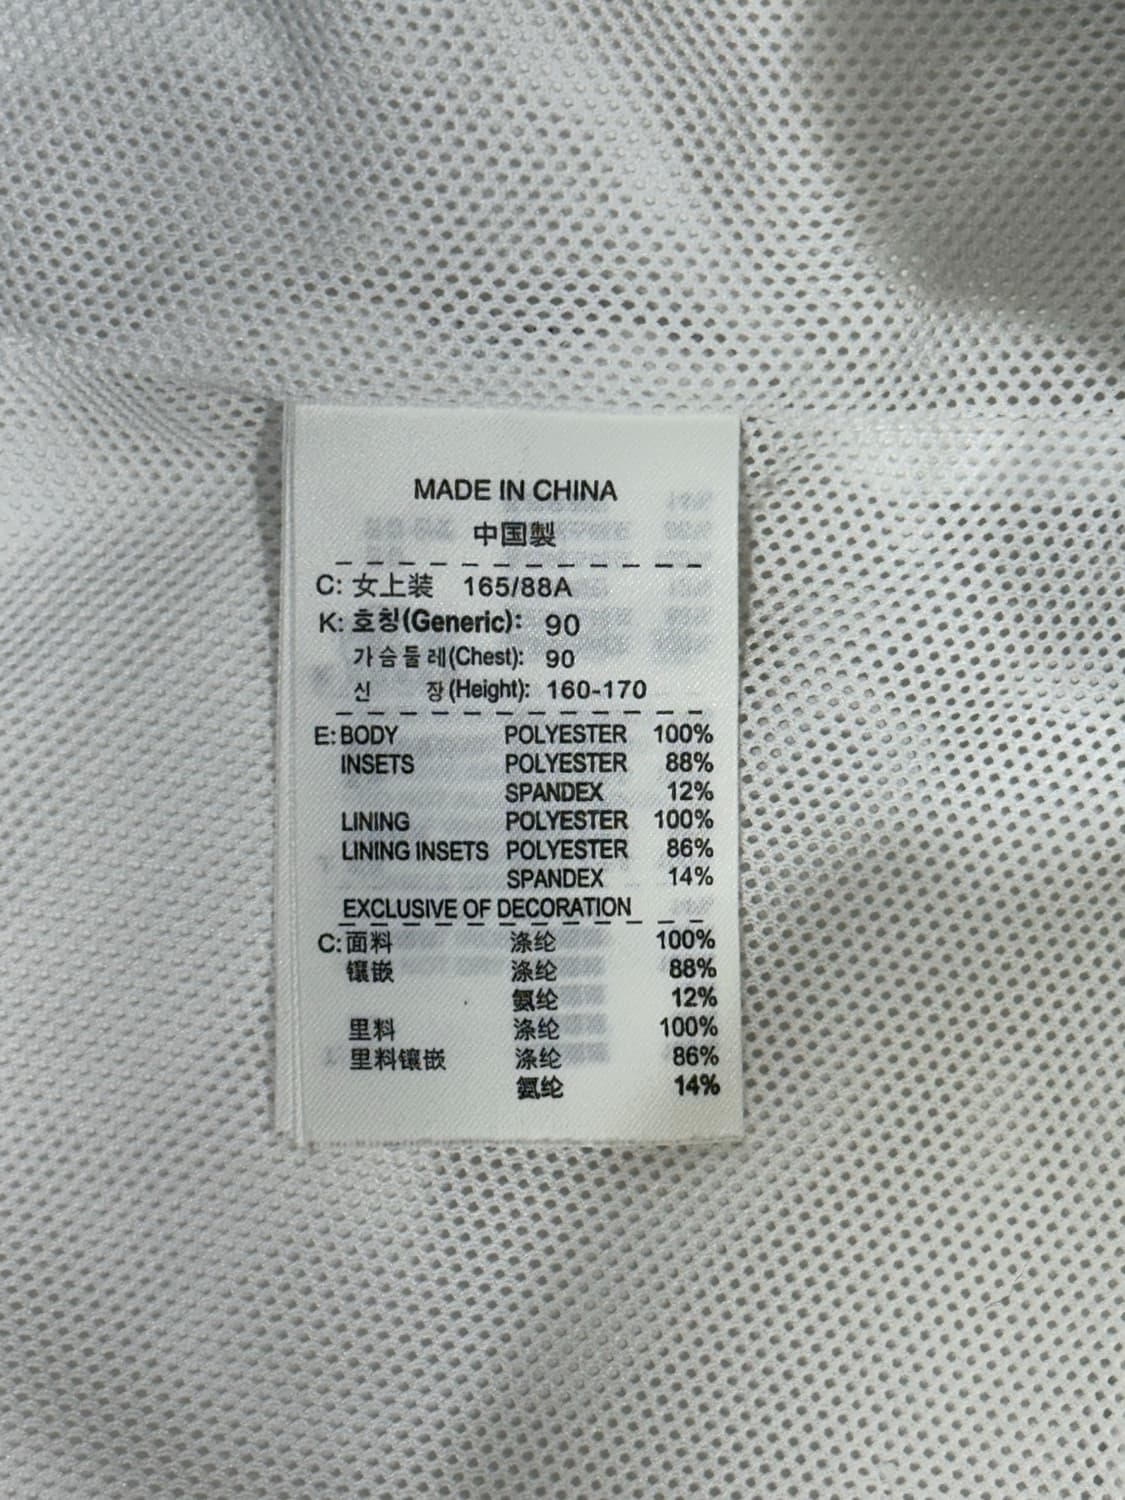 MADE IN CHINA
中国製
C: 女上装 165/88A
K: 호칭(Generic): 90
가슴둘레(Chest): 90
신 장(Height): 160-170
E: BODY POLYESTER 100%
INSETS POLYESTER 88%
SPANDEX 12%
LINING POLYESTER 100%
LINING INSETS POLYESTER 86%
SPANDEX 14%
EXCLUSIVE OF DECORATION
C: 面料 涤纶 100%
镶嵌 涤纶 88%
氨纶 12%
里料 涤纶 100%
里料镶嵌 涤纶 86%
氨纶 14%